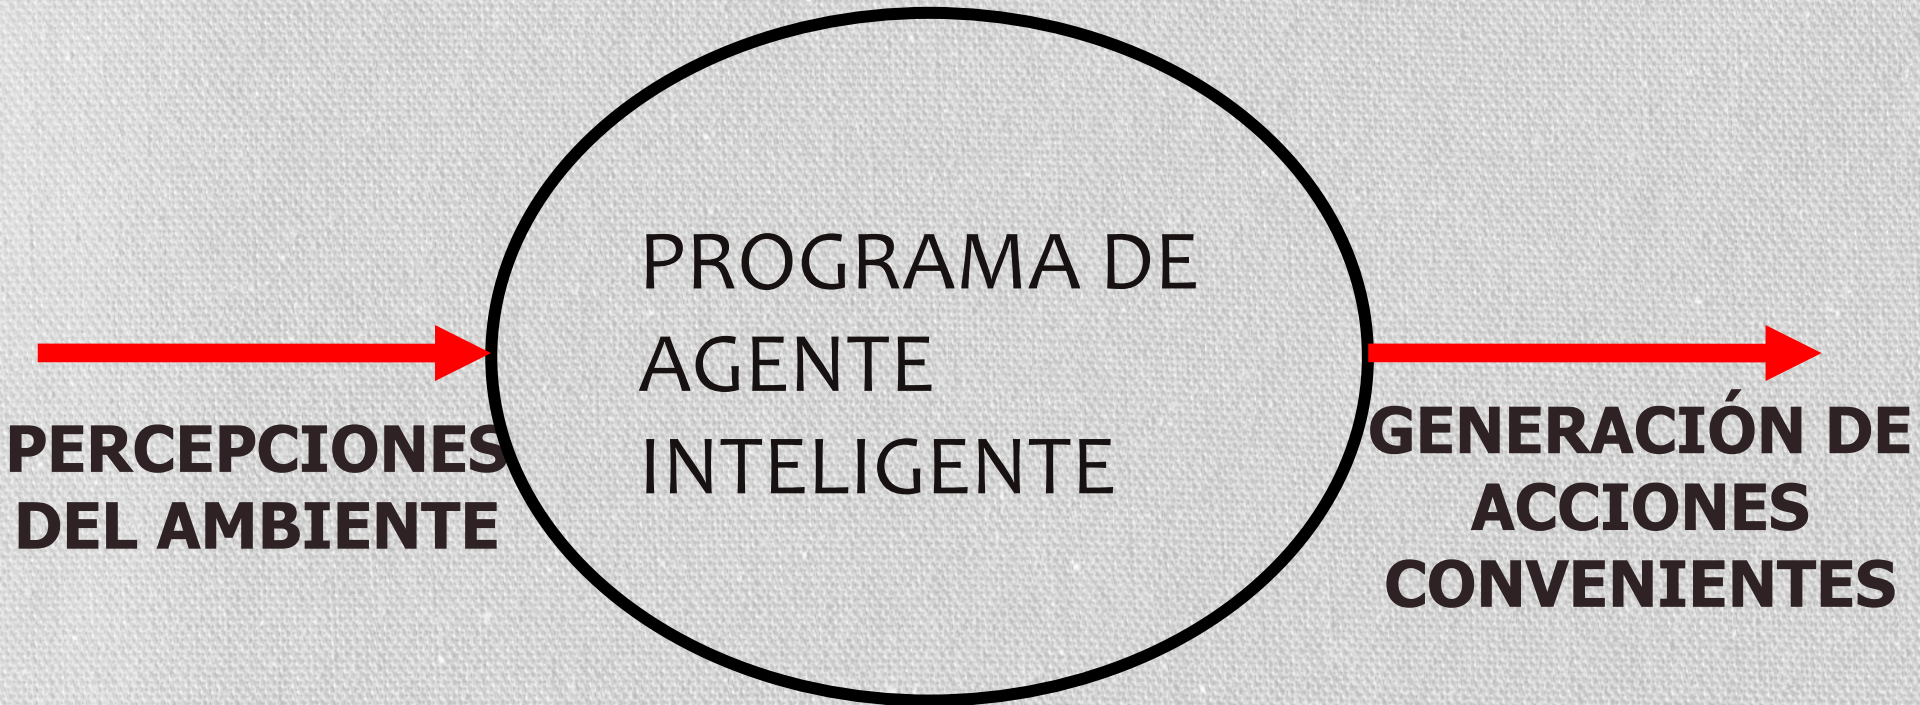 PERCEPCIONES
DEL AMBIENTE
PROGRAMA DE
AGENTE
INTELIGENTE
GENERACIÓN DE
ACCIONES
CONVENIENTES